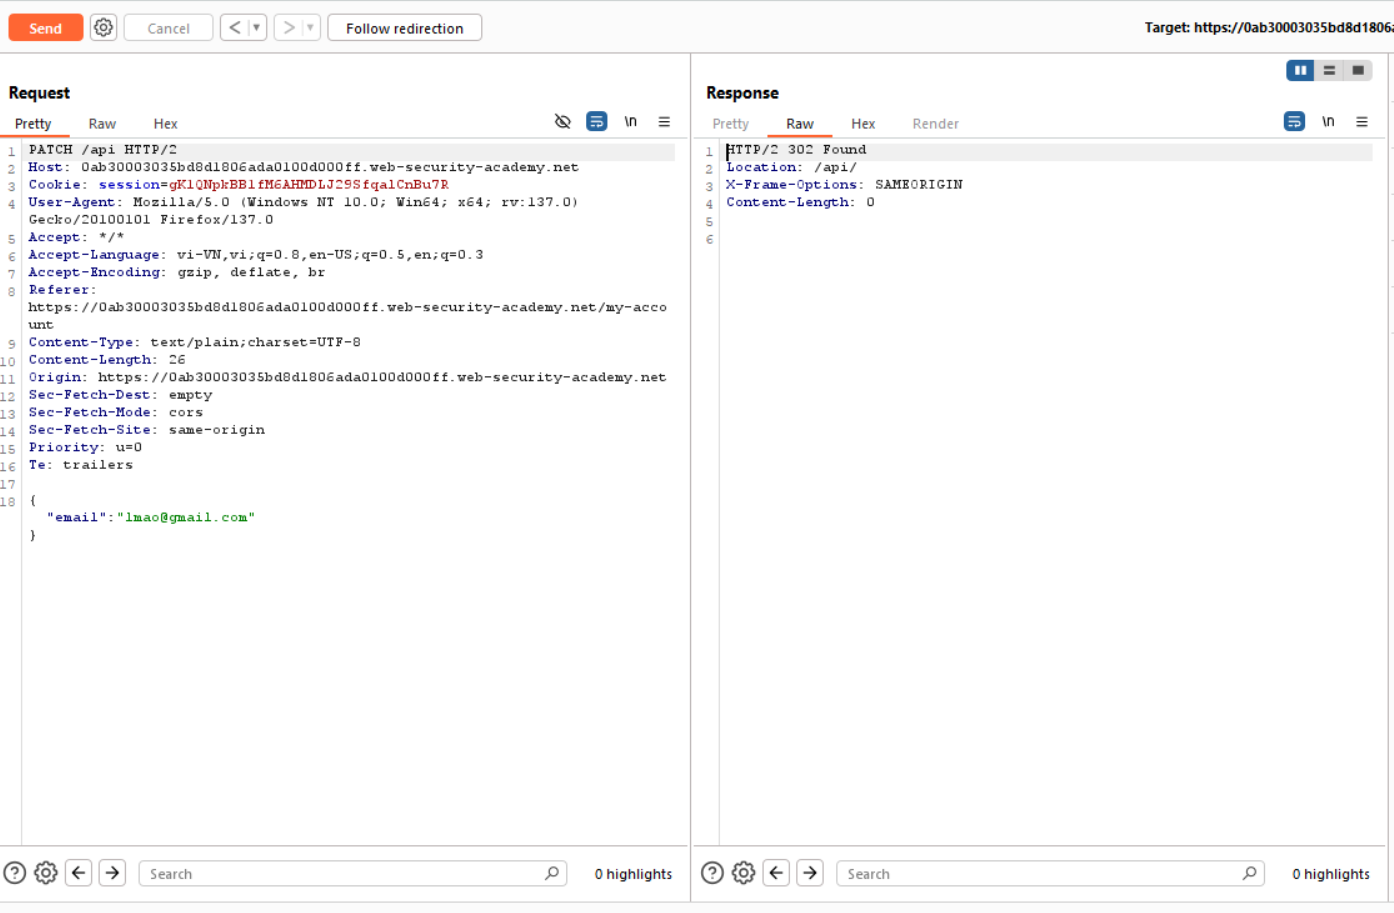 Send Cancel < > Follow redirection Target: https://0ab30003035bd8d1806a
Request
Pretty Raw Hex \n
1 PATCH /api HTTP/2
2 Host: 0ab30003035bd8d1806ada0100d000ff.web-security-academy.net
3 Cookie: session=gK1QNpkBB1fM6AHMDLJ29Sfqa1CnBu7R
4 User-Agent: Mozilla/5.0 (Windows NT 10.0; Win64; x64; rv:137.0)
Gecko/20100101 Firefox/137.0
5 Accept: */*
6 Accept-Language: vi-VN,vi;q=0.8,en-US;q=0.5,en;q=0.3
7 Accept-Encoding: gzip, deflate, br
8 Referer:
https://0ab30003035bd8d1806ada0100d000ff.web-security-academy.net/my-acco
unt
9 Content-Type: text/plain;charset=UTF-8
10 Content-Length: 26
11 Origin: https://0ab30003035bd8d1806ada0100d000ff.web-security-academy.net
12 Sec-Fetch-Dest: empty
13 Sec-Fetch-Mode: cors
14 Sec-Fetch-Site: same-origin
15 Priority: u=0
16 Te: trailers
17
18 {
"email":"lmao@gmail.com"
}
Search 0 highlights
Response
Pretty Raw Hex Render \n
1 HTTP/2 302 Found
2 Location: /api/
3 X-Frame-Options: SAMEORIGIN
4 Content-Length: 0
5
6
Search 0 highlights